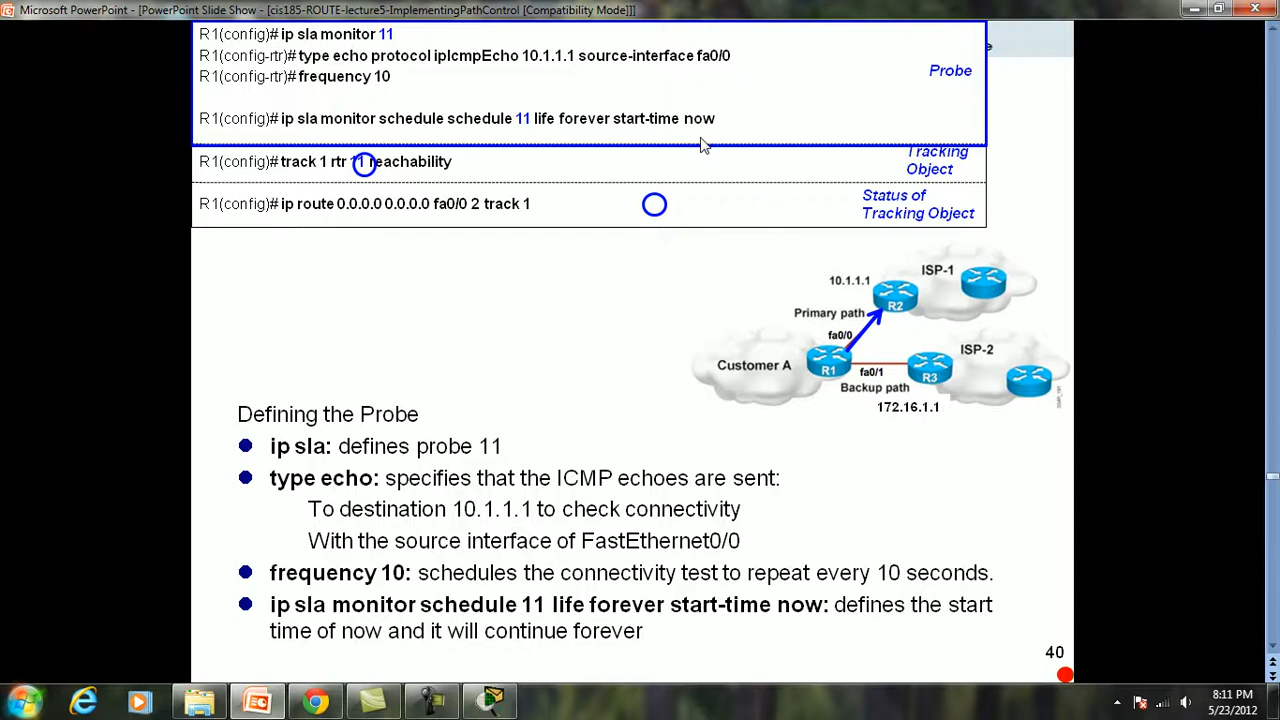 Microsoft PowerPoint - [PowerPoint Slide Show - [cis185-ROUTE-lecture5-ImplementingPathControl [Compatibility Mode]]]
R1(config)# ip sla monitor 11
R1(config-rtr)# type echo protocol ipIcmpEcho 10.1.1.1 source-interface fa0/0
R1(config-rtr)# frequency 10
Probe
R1(config)# ip sla monitor schedule schedule 11 life forever start-time now
R1(config)# track 1 rtr 11 reachability
Tracking
Object
R1(config)# ip route 0.0.0.0 0.0.0.0 fa0/0 2 track 1
Status of
Tracking Object
ISP-1
10.1.1.1
R2
Primary path
fa0/0
ISP-2
Customer A
R1
fa0/1
R3
Backup path
172.16.1.1
Defining the Probe
ip sla: defines probe 11
type echo: specifies that the ICMP echoes are sent:
To destination 10.1.1.1 to check connectivity
With the source interface of FastEthernet0/0
frequency 10: schedules the connectivity test to repeat every 10 seconds.
ip sla monitor schedule 11 life forever start-time now: defines the start
time of now and it will continue forever
40
8:11 PM
5/23/2012